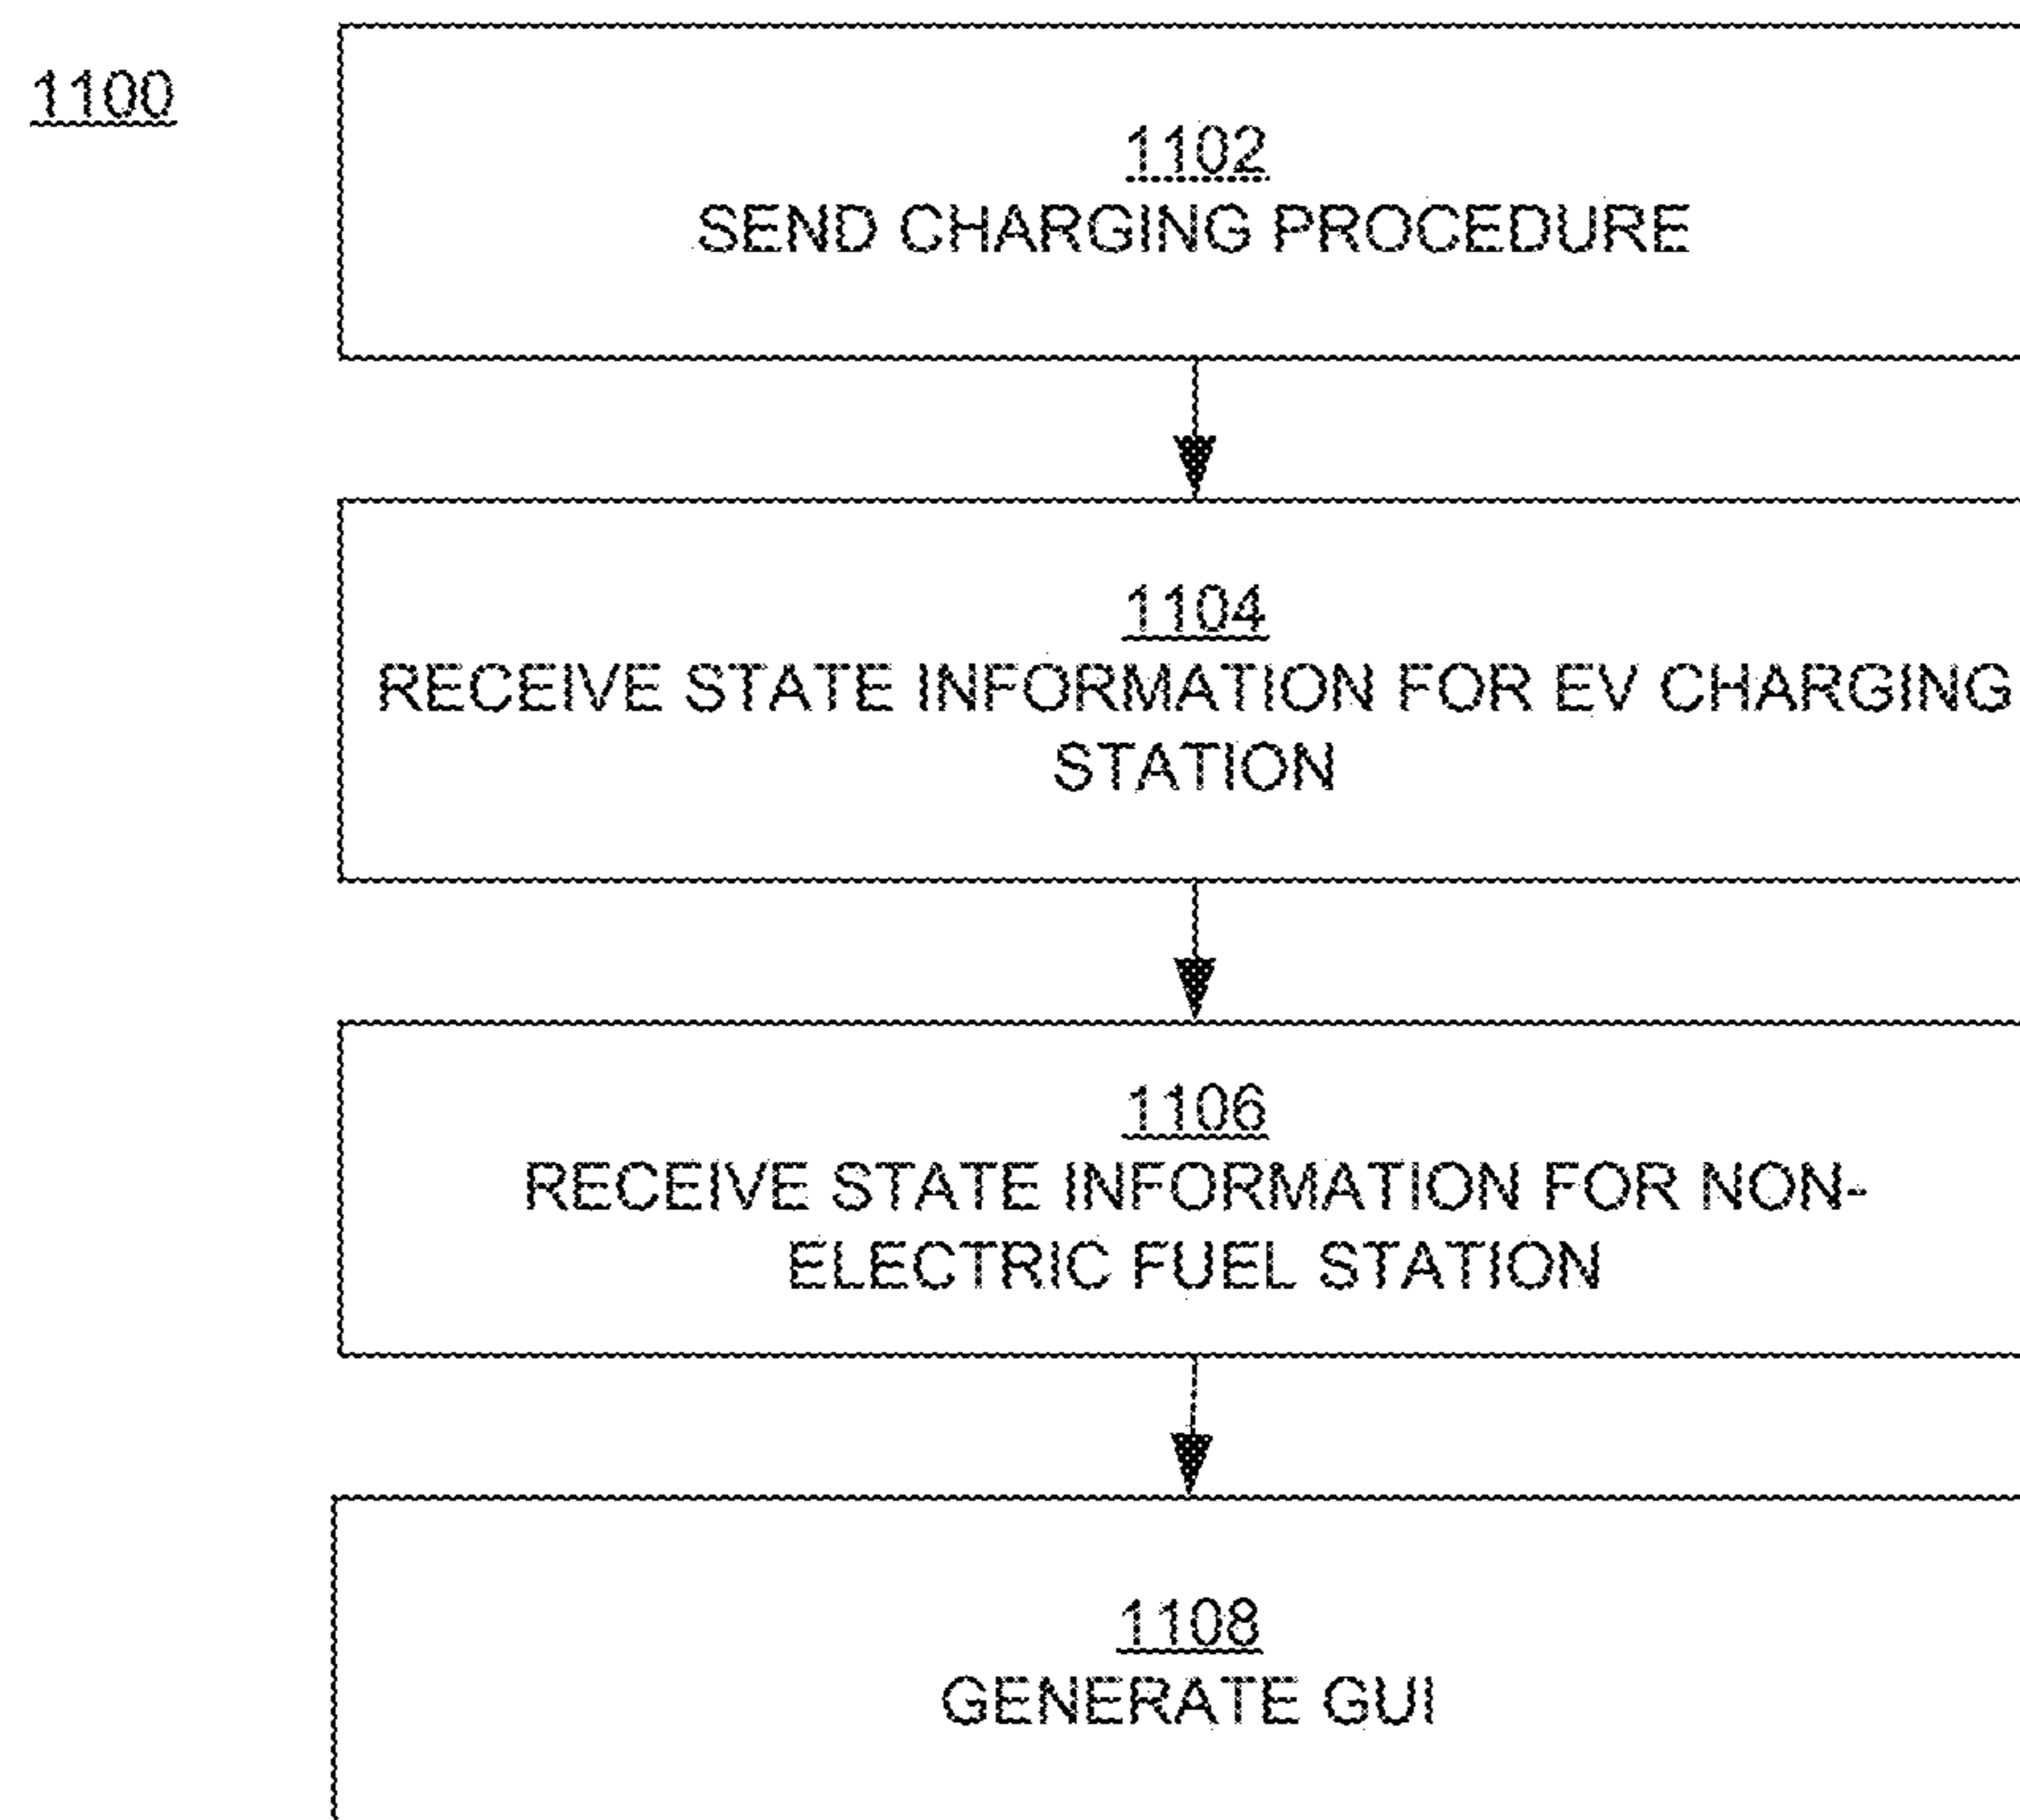 1100
1102
SEND CHARGING PROCEDURE
1104
RECEIVE STATE INFORMATION FOR EV CHARGING
STATION
1106
RECEIVE STATE INFORMATION FOR NON-
ELECTRIC FUEL STATION
1108
GENERATE GUI